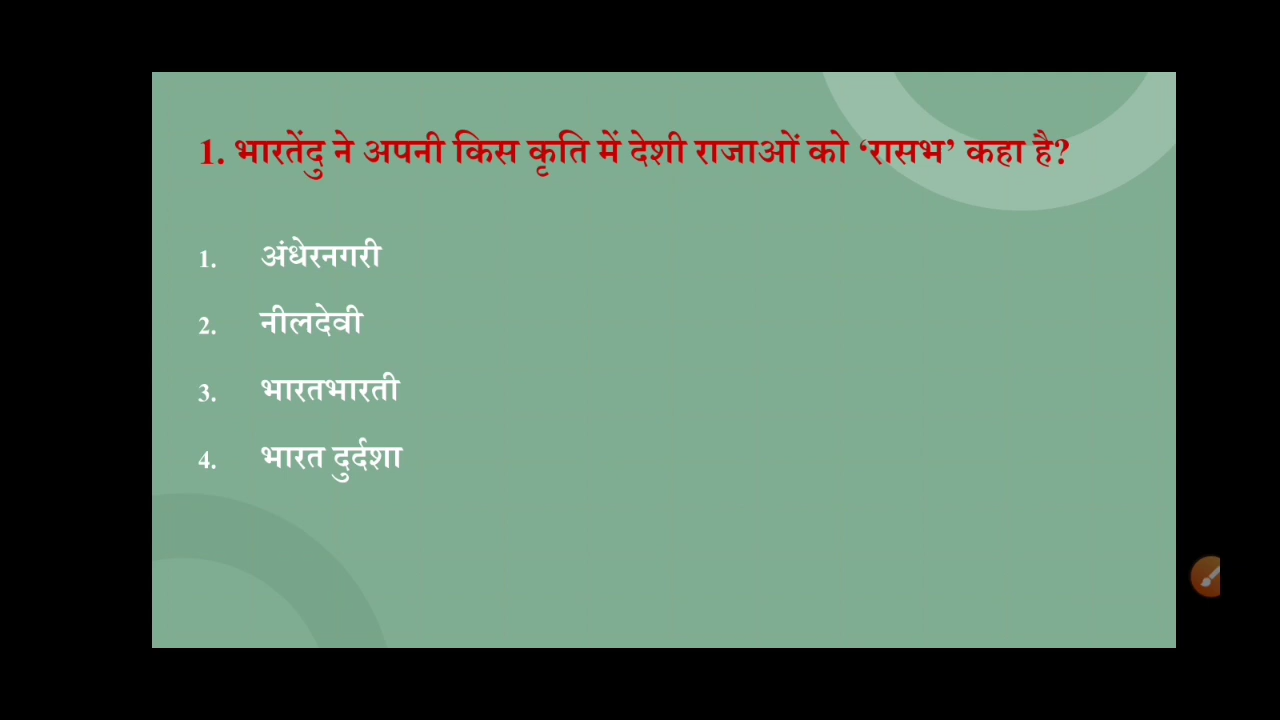 1. भारतेंदु ने अपनी किस कृति में देशी राजाओं को ‘रासभ’ कहा है?
1. अंधेरनगरी
2. नीलदेवी
3. भारतभारती
4. भारत दुर्दशा